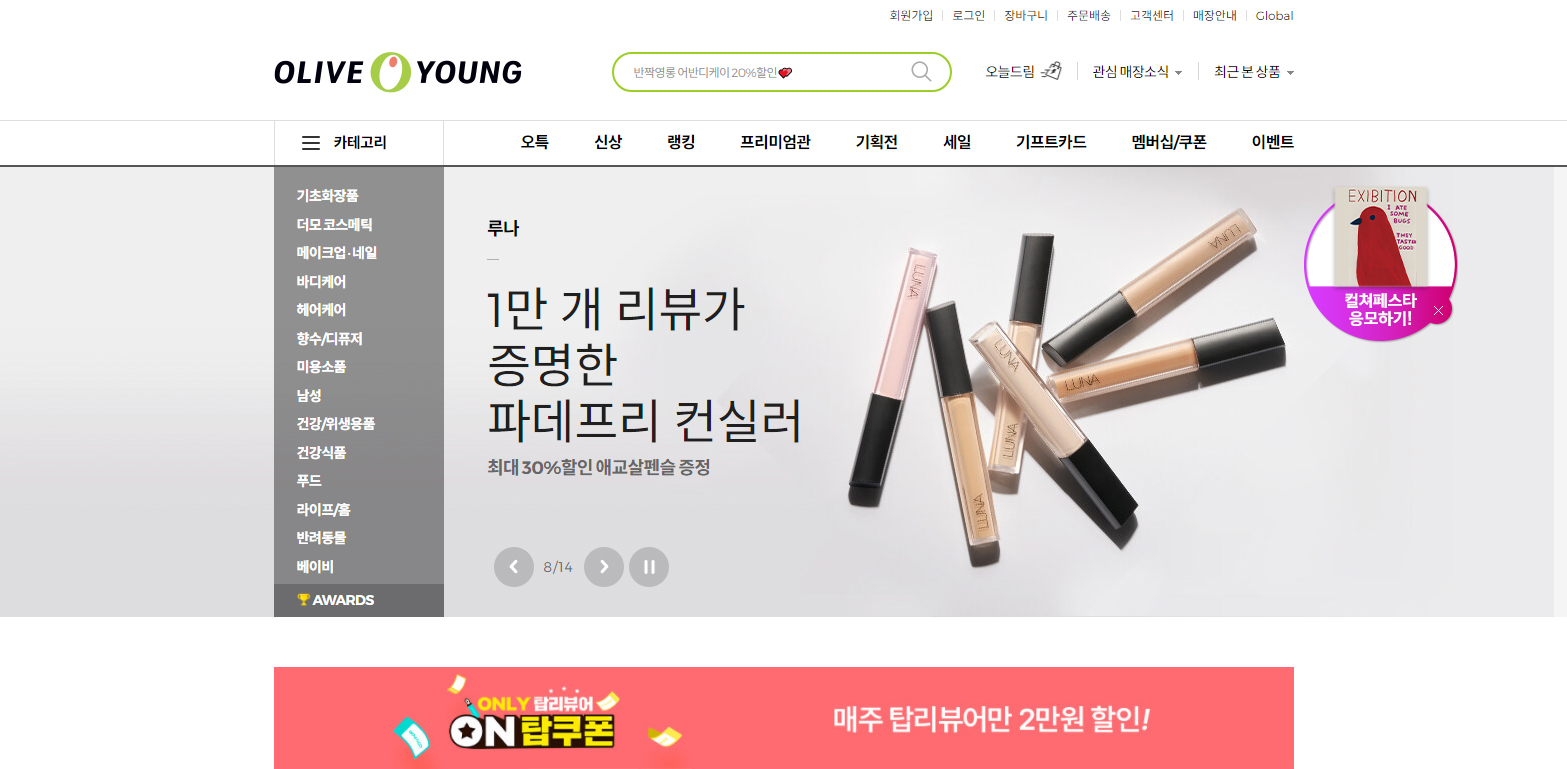 회원가입
로그인
장바구니
주문배송
고객센터
매장안내
Global
OLIVE YOUNG
반짝영롱 어반디케이 20%할인
오늘드림
관심 매장소식
최근 본 상품
카테고리
오특
신상
랭킹
프리미엄관
기획전
세일
기프트카드
멤버십/쿠폰
이벤트
기초화장품
더모 코스메틱
메이크업·네일
바디케어
헤어케어
향수/디퓨저
미용소품
남성
건강/위생용품
건강식품
푸드
라이프/홈
반려동물
베이비
AWARDS
루나
1만 개 리뷰가
증명한
파데프리 컨실러
최대 30%할인 애교살펜슬 증정
8/14
LUNA
LUNA
LUNA
LUNA
LUNA
LUNA
EXIBITION
I ATE
SOME
BUGS
THEY
TASTE
GOOD
컬쳐페스타
응모하기!
ONLY 탑리뷰어
ON탑쿠폰
매주 탑리뷰어만 2만원 할인!